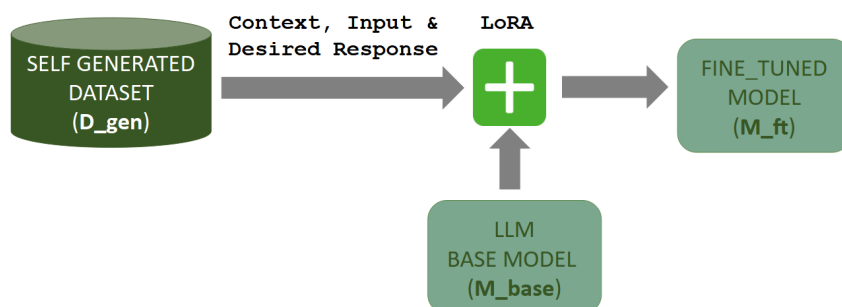 Context, Input &
Desired Response
LoRA
SELF GENERATED
DATASET
(D_gen)
FINE_TUNED
MODEL
(M_ft)
LLM
BASE MODEL
(M_base)